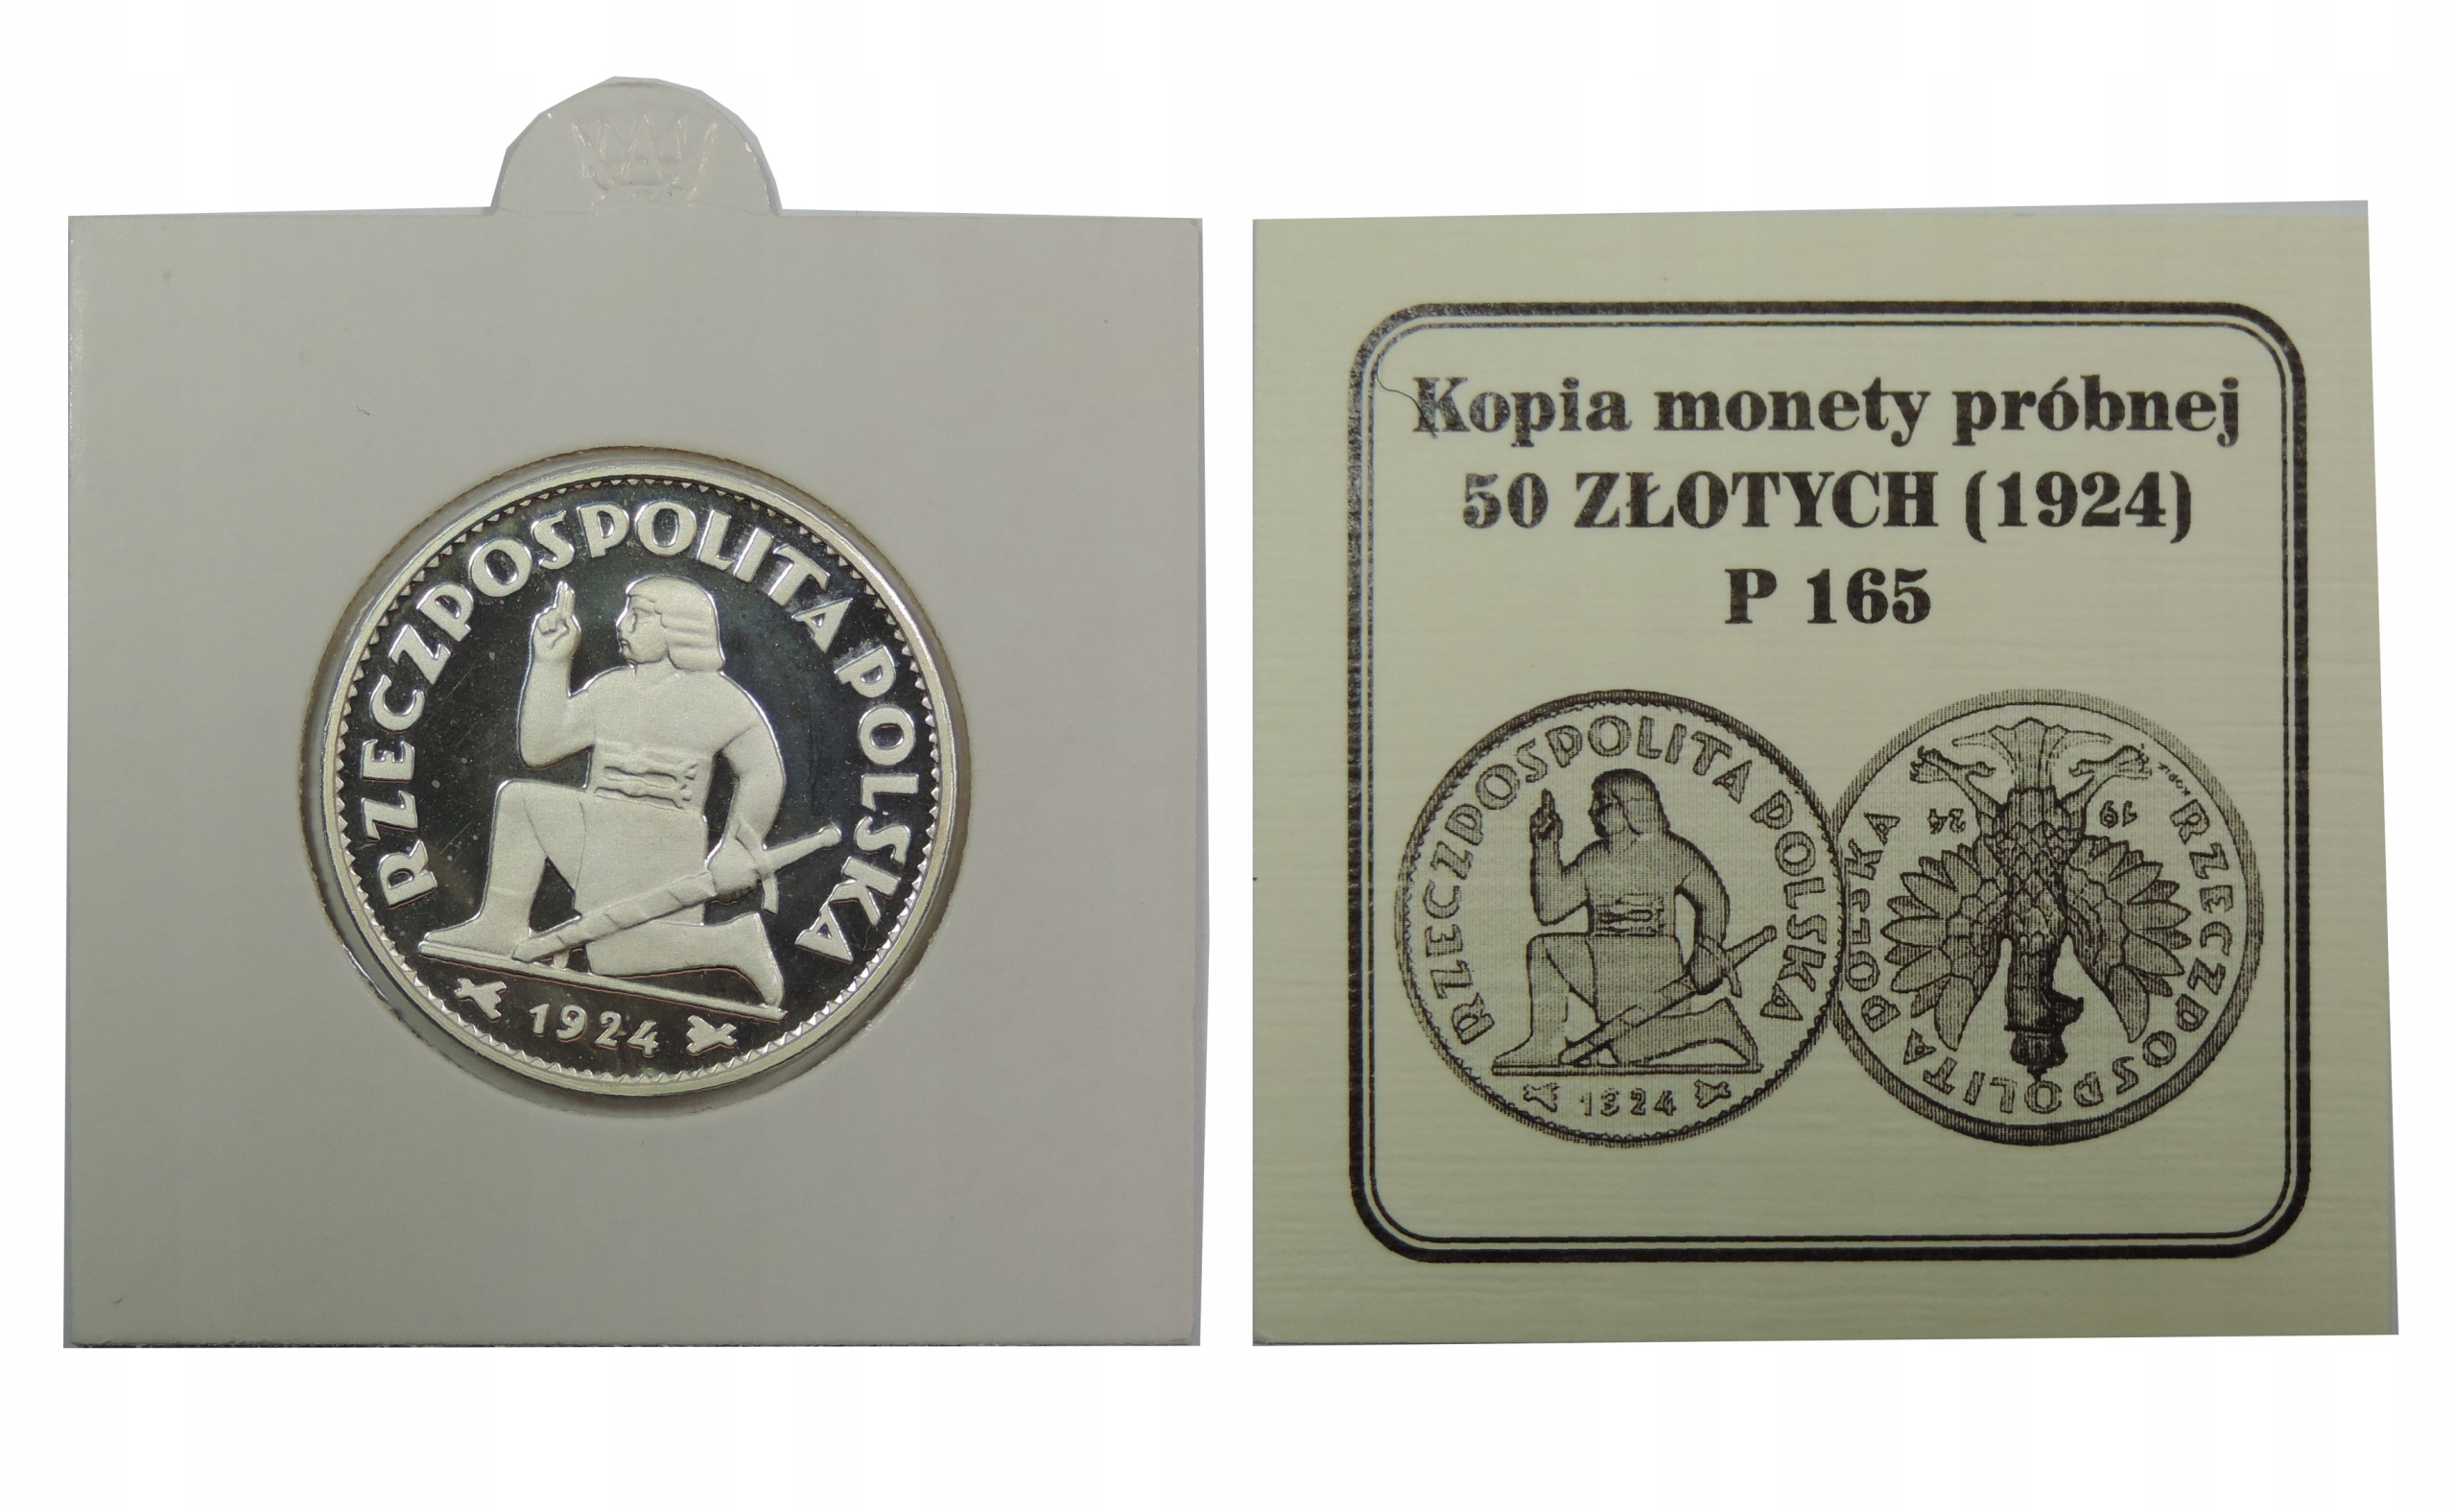 RZECZPOSPOLITA POLSKA
1924
Kopia monety próbnej
50 ZŁOTYCH (1924)
P 165
RZECZPOSPOLITA POLSKA
1924
19 24
RZECZPOSPOLITA POLSKA